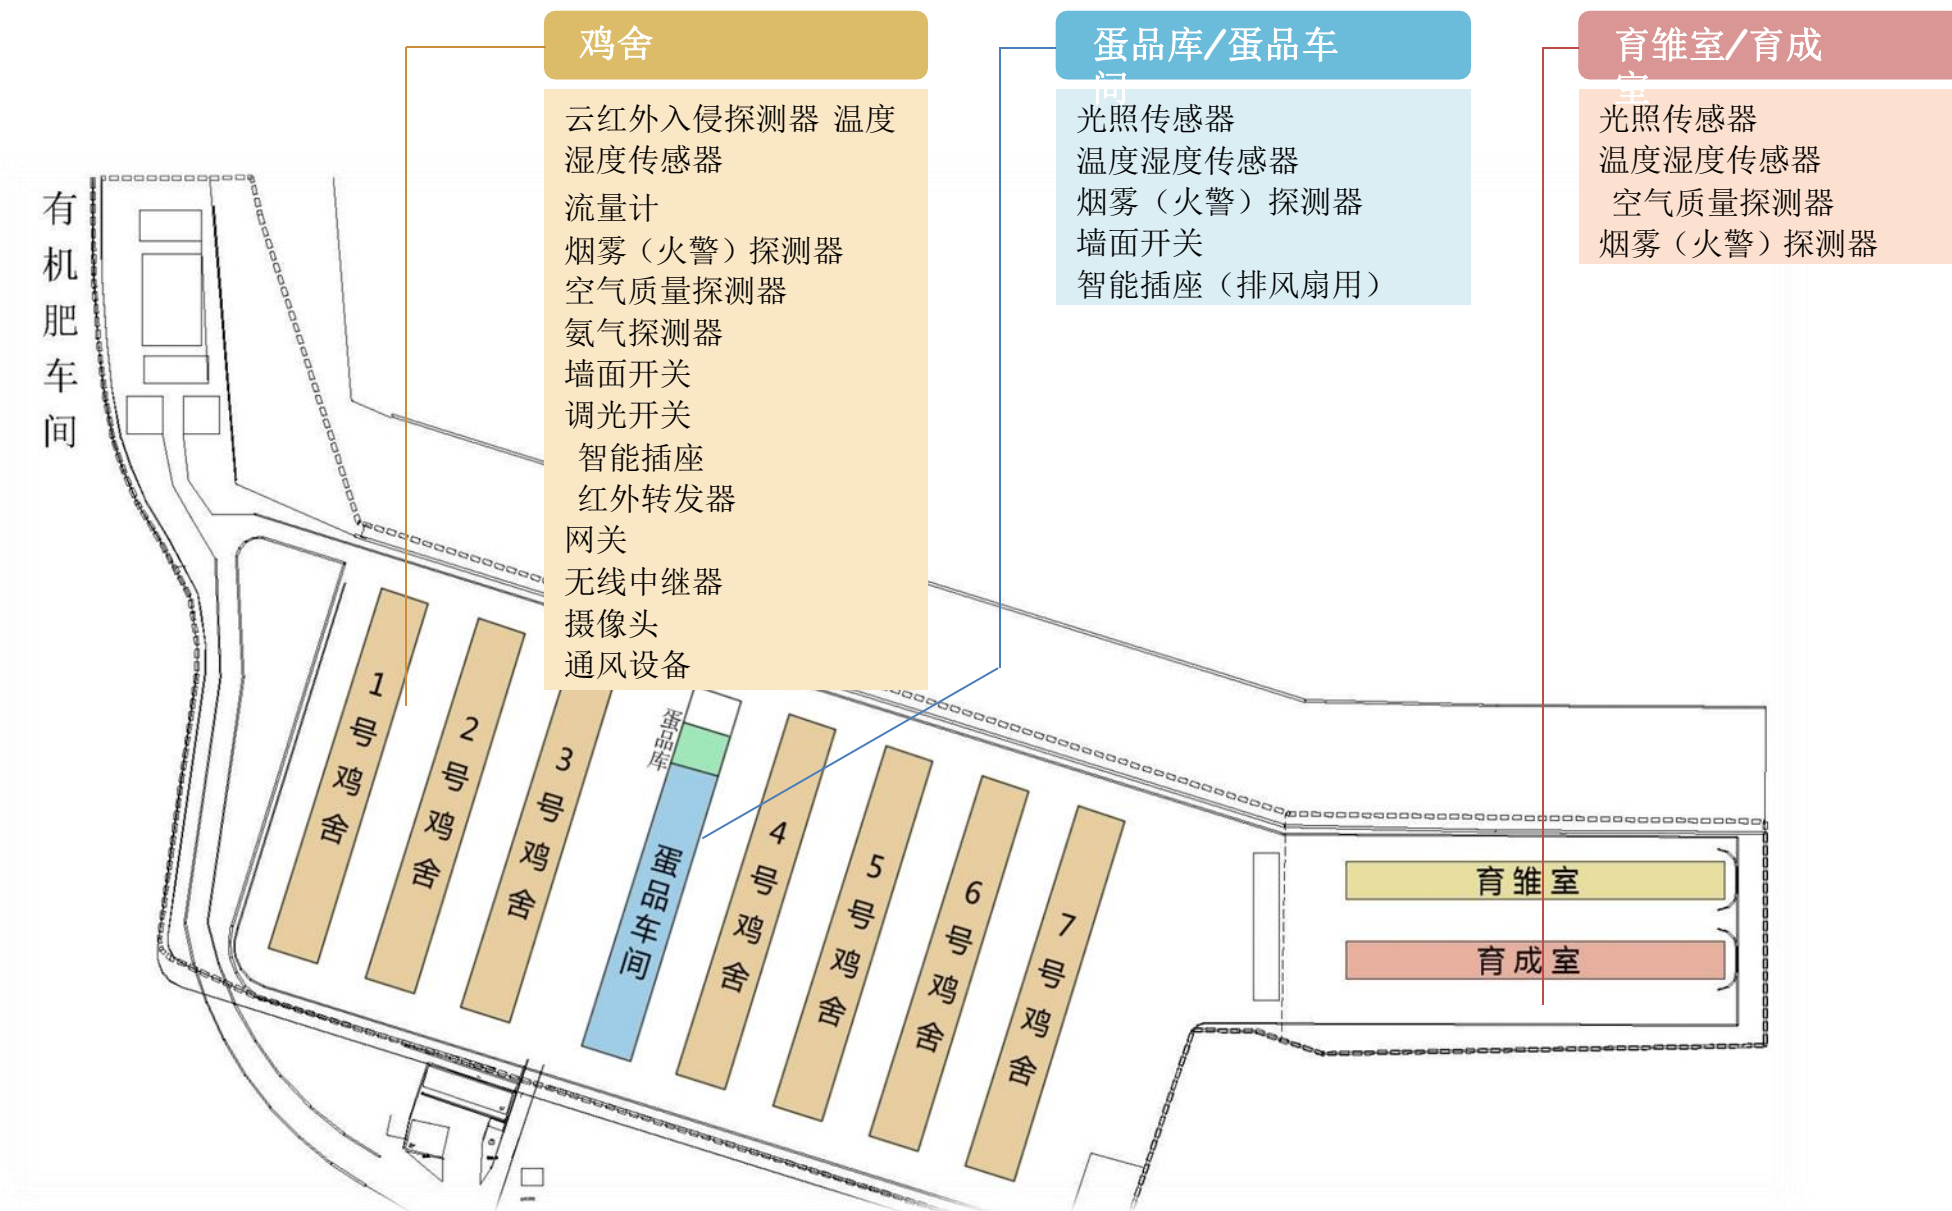 鸡舍
云红外入侵探测器 温度
湿度传感器
流量计
烟雾（火警）探测器
空气质量探测器
氨气探测器
墙面开关
调光开关
智能插座
红外转发器
网关
无线中继器
摄像头
通风设备
蛋品库/蛋品车
间
光照传感器
温度湿度传感器
烟雾（火警）探测器
墙面开关
智能插座（排风扇用）
育雏室/育成
室
光照传感器
温度湿度传感器
空气质量探测器
烟雾（火警）探测器
有机肥车间
1号鸡舍
2号鸡舍
3号鸡舍
蛋品库
蛋品车间
4号鸡舍
5号鸡舍
6号鸡舍
7号鸡舍
育雏室
育成室